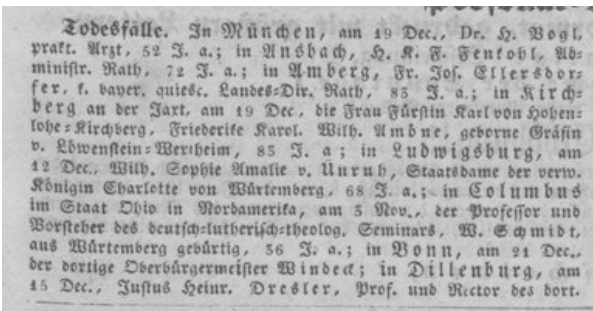 Todesfälle. In München, am 19 Dec., Dr. H. Vogl,
prakt. Arzt, 52 J. a.; in Ansbach, H. K. F. Fenkohl, Ad-
ministr. Rath, 72 J. a.; in Amberg, Fr. Jos. Ellersdor-
fer, k. bayer. quiesc. Landes-Dir. Rath, 83 J. a.; in Kirch-
berg an der Jaxt, am 19 Dec, die Frau Fürstin Karl von Hohen-
lohe-Kirchberg, Friederike Karol. Wilh. Amöne, geborne Gräfin
v. Löwenstein-Wertheim, 83 J. a; in Ludwigsburg, am
12 Dec., Wilh. Sophie Amalie v. Unruh, Staatsdame der verw.
Königin Charlotte von Würtemberg, 68 J. a.; in Columbus
im Staat Ohio in Nordamerika, am 3 Nov., der Professor und
Vorsteher des deutsch-lutherisch-theolog. Seminars, W. Schmidt,
aus Würtemberg gebürtig, 36 J. a.; in Bonn, am 21 Dec.,
der dortige Oberbürgermeister Windeck; in Dillenburg, am
15 Dec., Justus Heinr. Dresler, Prof. und Rector des dort.